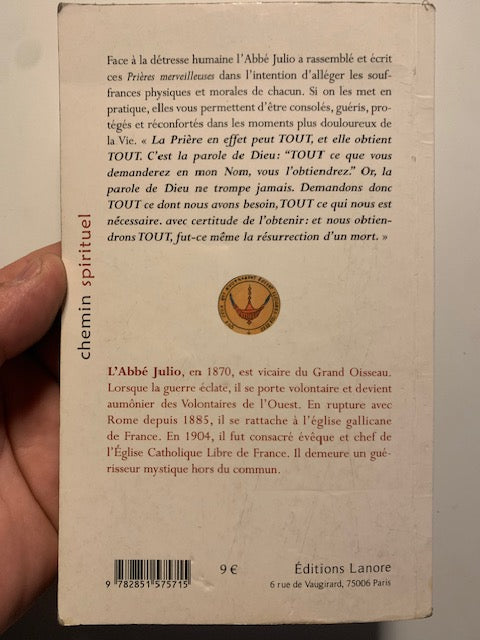 Face à la détresse humaine l'Abbé Julio a rassemblé et écrit
ces Prières merveilleuses dans l'intention d'alléger les souf-
frances physiques et morales de chacun. Si on les met en
pratique, elles vous permettent d'être consolés, guéris, pro-
tégés et réconfortés dans les moments plus douloureux de
la Vie. « La Prière en effet peut TOUT, et elle obtient
TOUT. C'est la parole de Dieu: "TOUT ce que vous
demanderez en mon Nom, vous l'obtiendrez." Or, la
parole de Dieu ne trompe jamais. Demandons donc
TOUT ce dont nous avons besoin, TOUT ce qui nous est
nécessaire. avec certitude de l'obtenir: et nous obtien-
drons TOUT, fut-ce même la résurrection d'un mort. »
chemin spirituel
L'Abbé Julio, en 1870, est vicaire du Grand Oisseau.
Lorsque la guerre éclate, il se porte volontaire et devient
aumônier des Volontaires de l'Ouest. En rupture avec
Rome depuis 1885, il se rattache à l'église gallicane
de France. En 1904, il fut consacré évêque et chef de
l'Église Catholique Libre de France. Il demeure un gué-
risseur mystique hors du commun.
9 782851 575715
9 €
Éditions Lanore
6 rue de Vaugirard, 75006 Paris